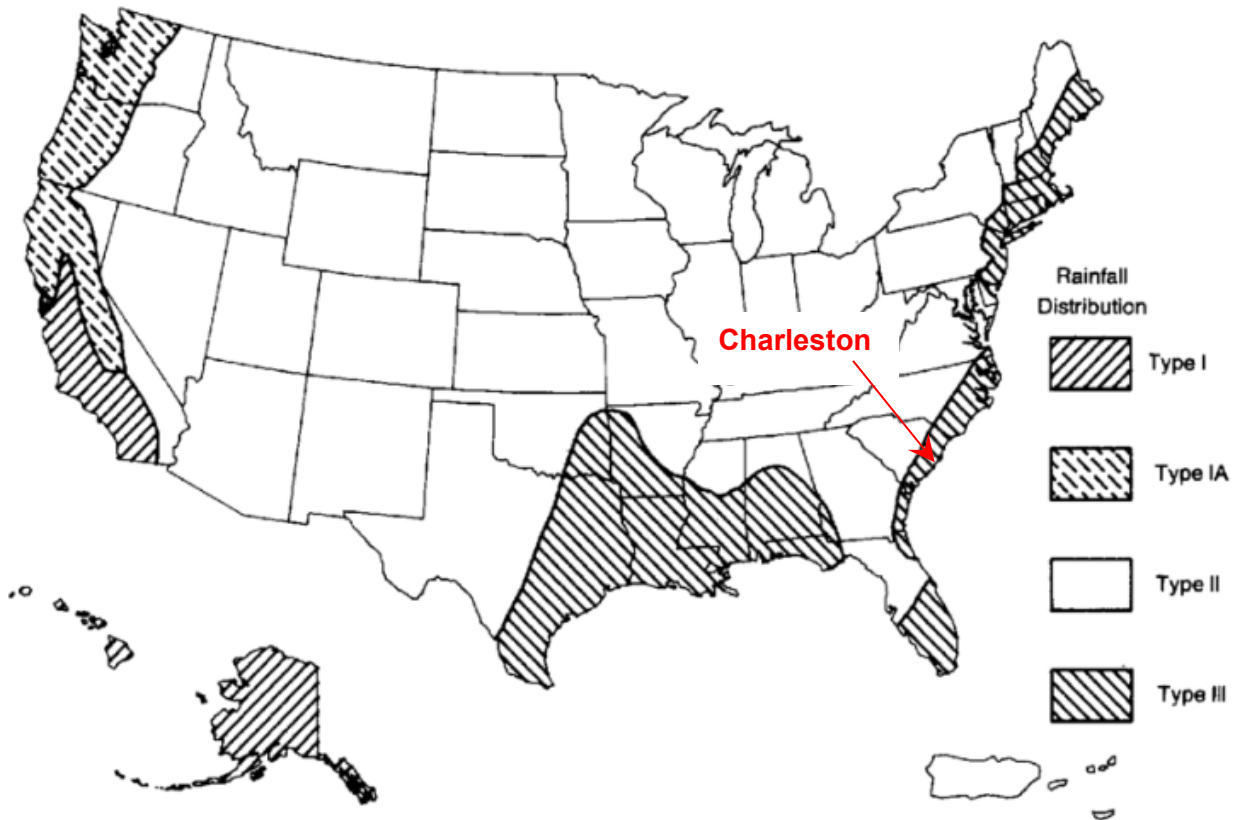 Rainfall
Distribution
Charleston
Type I
Type IA
Type II
Type III